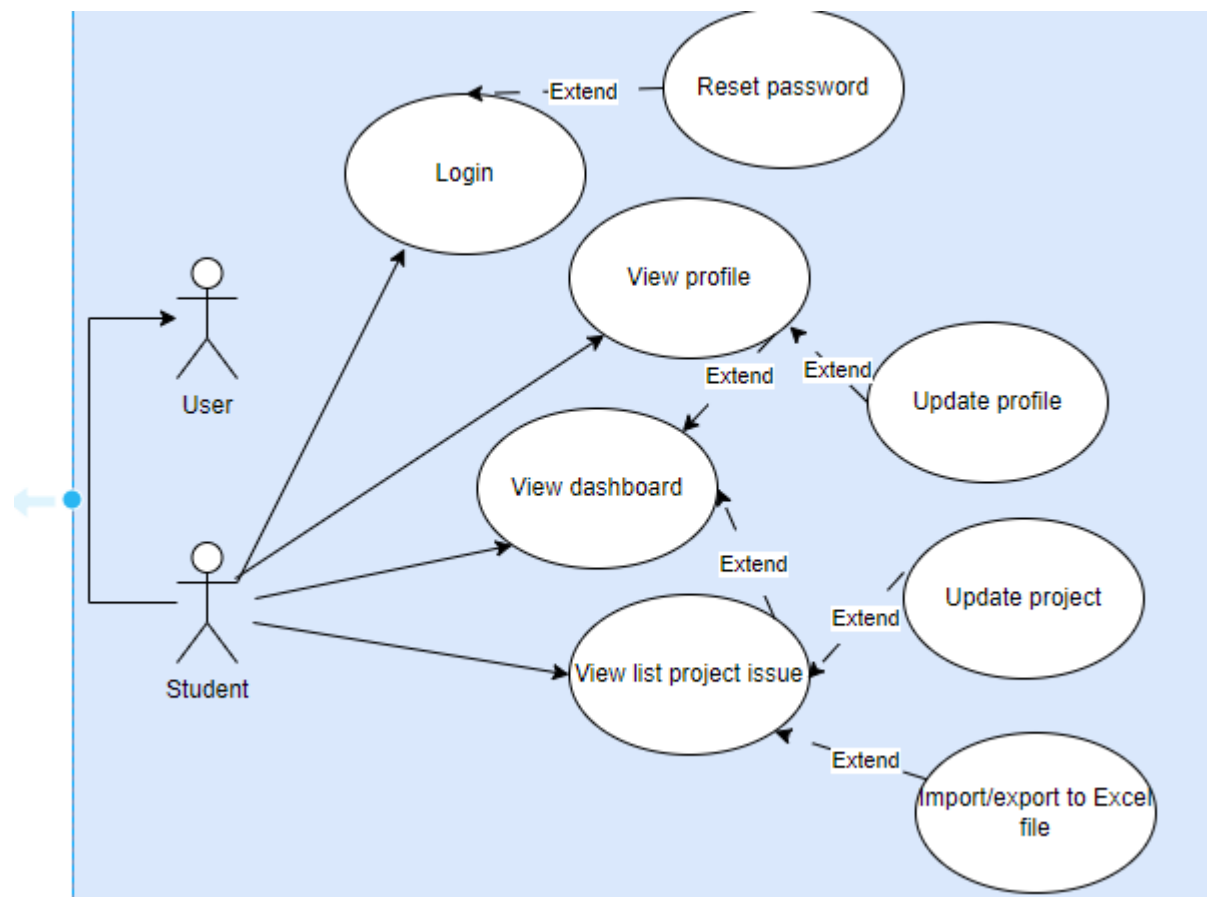 Reset password
Extend
Login
View profile
User
Extend
Extend
Update profile
View dashboard
Extend
Update project
Extend
View list project issue
Student
Extend
Import/export to Excel
file